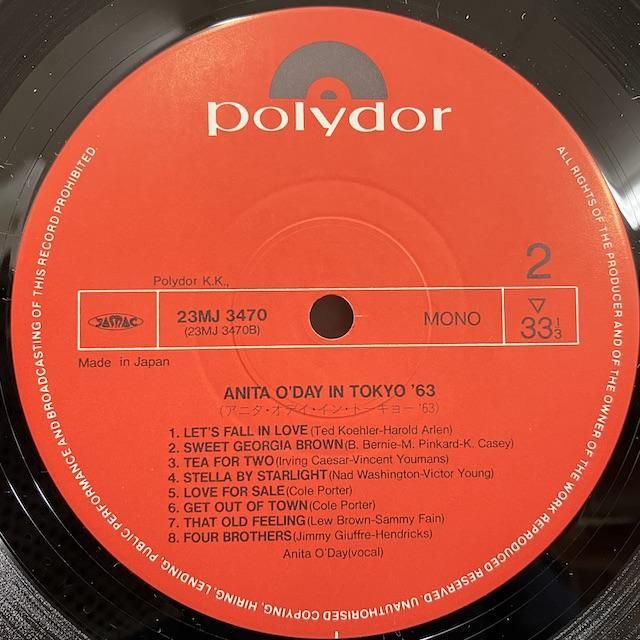 polydor
2
Polydor K.K.,
JASRAC
23MJ 3470
(23MJ 3470B)
MONO
▽
33 1/3
Made in Japan
ANITA O'DAY IN TOKYO '63
(アニタ・オデイ・イン・トーキョー '63)
1. LET'S FALL IN LOVE (Ted Koehler-Harold Arlen)
2. SWEET GEORGIA BROWN (B. Bernie-M. Pinkard-K. Casey)
3. TEA FOR TWO (Irving Caesar-Vincent Youmans)
4. STELLA BY STARLIGHT (Nad Washington-Victor Young)
5. LOVE FOR SALE (Cole Porter)
6. GET OUT OF TOWN (Cole Porter)
7. THAT OLD FEELING (Lew Brown-Sammy Fain)
8. FOUR BROTHERS (Jimmy Giuffre-Hendricks)
Anita O'Day(vocal)
ALL RIGHTS OF THE PRODUCER AND OF THE OWNER OF THE WORK REPRODUCED RESERVED. UNAUTHORISED COPYING, HIRING, LENDING, PUBLIC PERFORMANCE AND BROADCASTING OF THIS RECORD PROHIBITED.